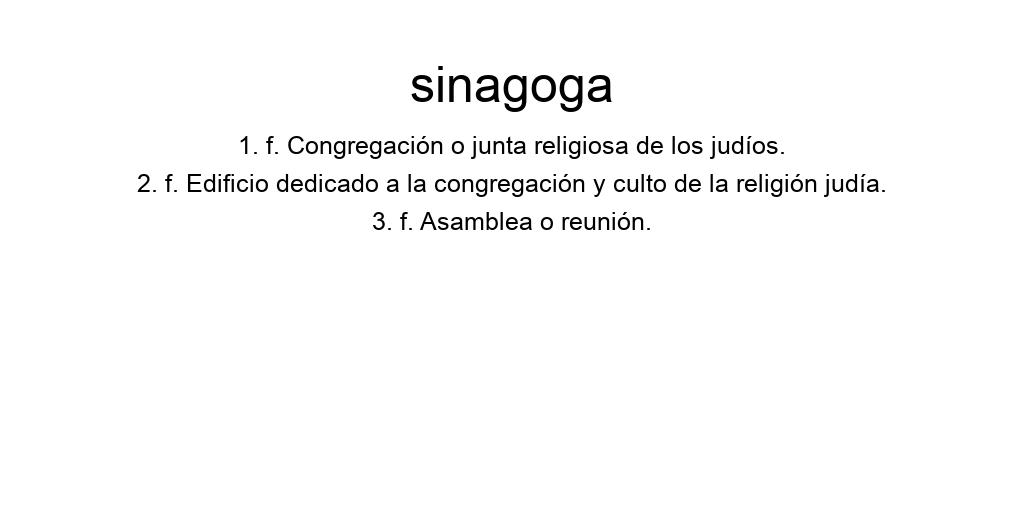 sinagoga
1. f. Congregación o junta religiosa de los judíos.
2. f. Edificio dedicado a la congregación y culto de la religión judía.
3. f. Asamblea o reunión.